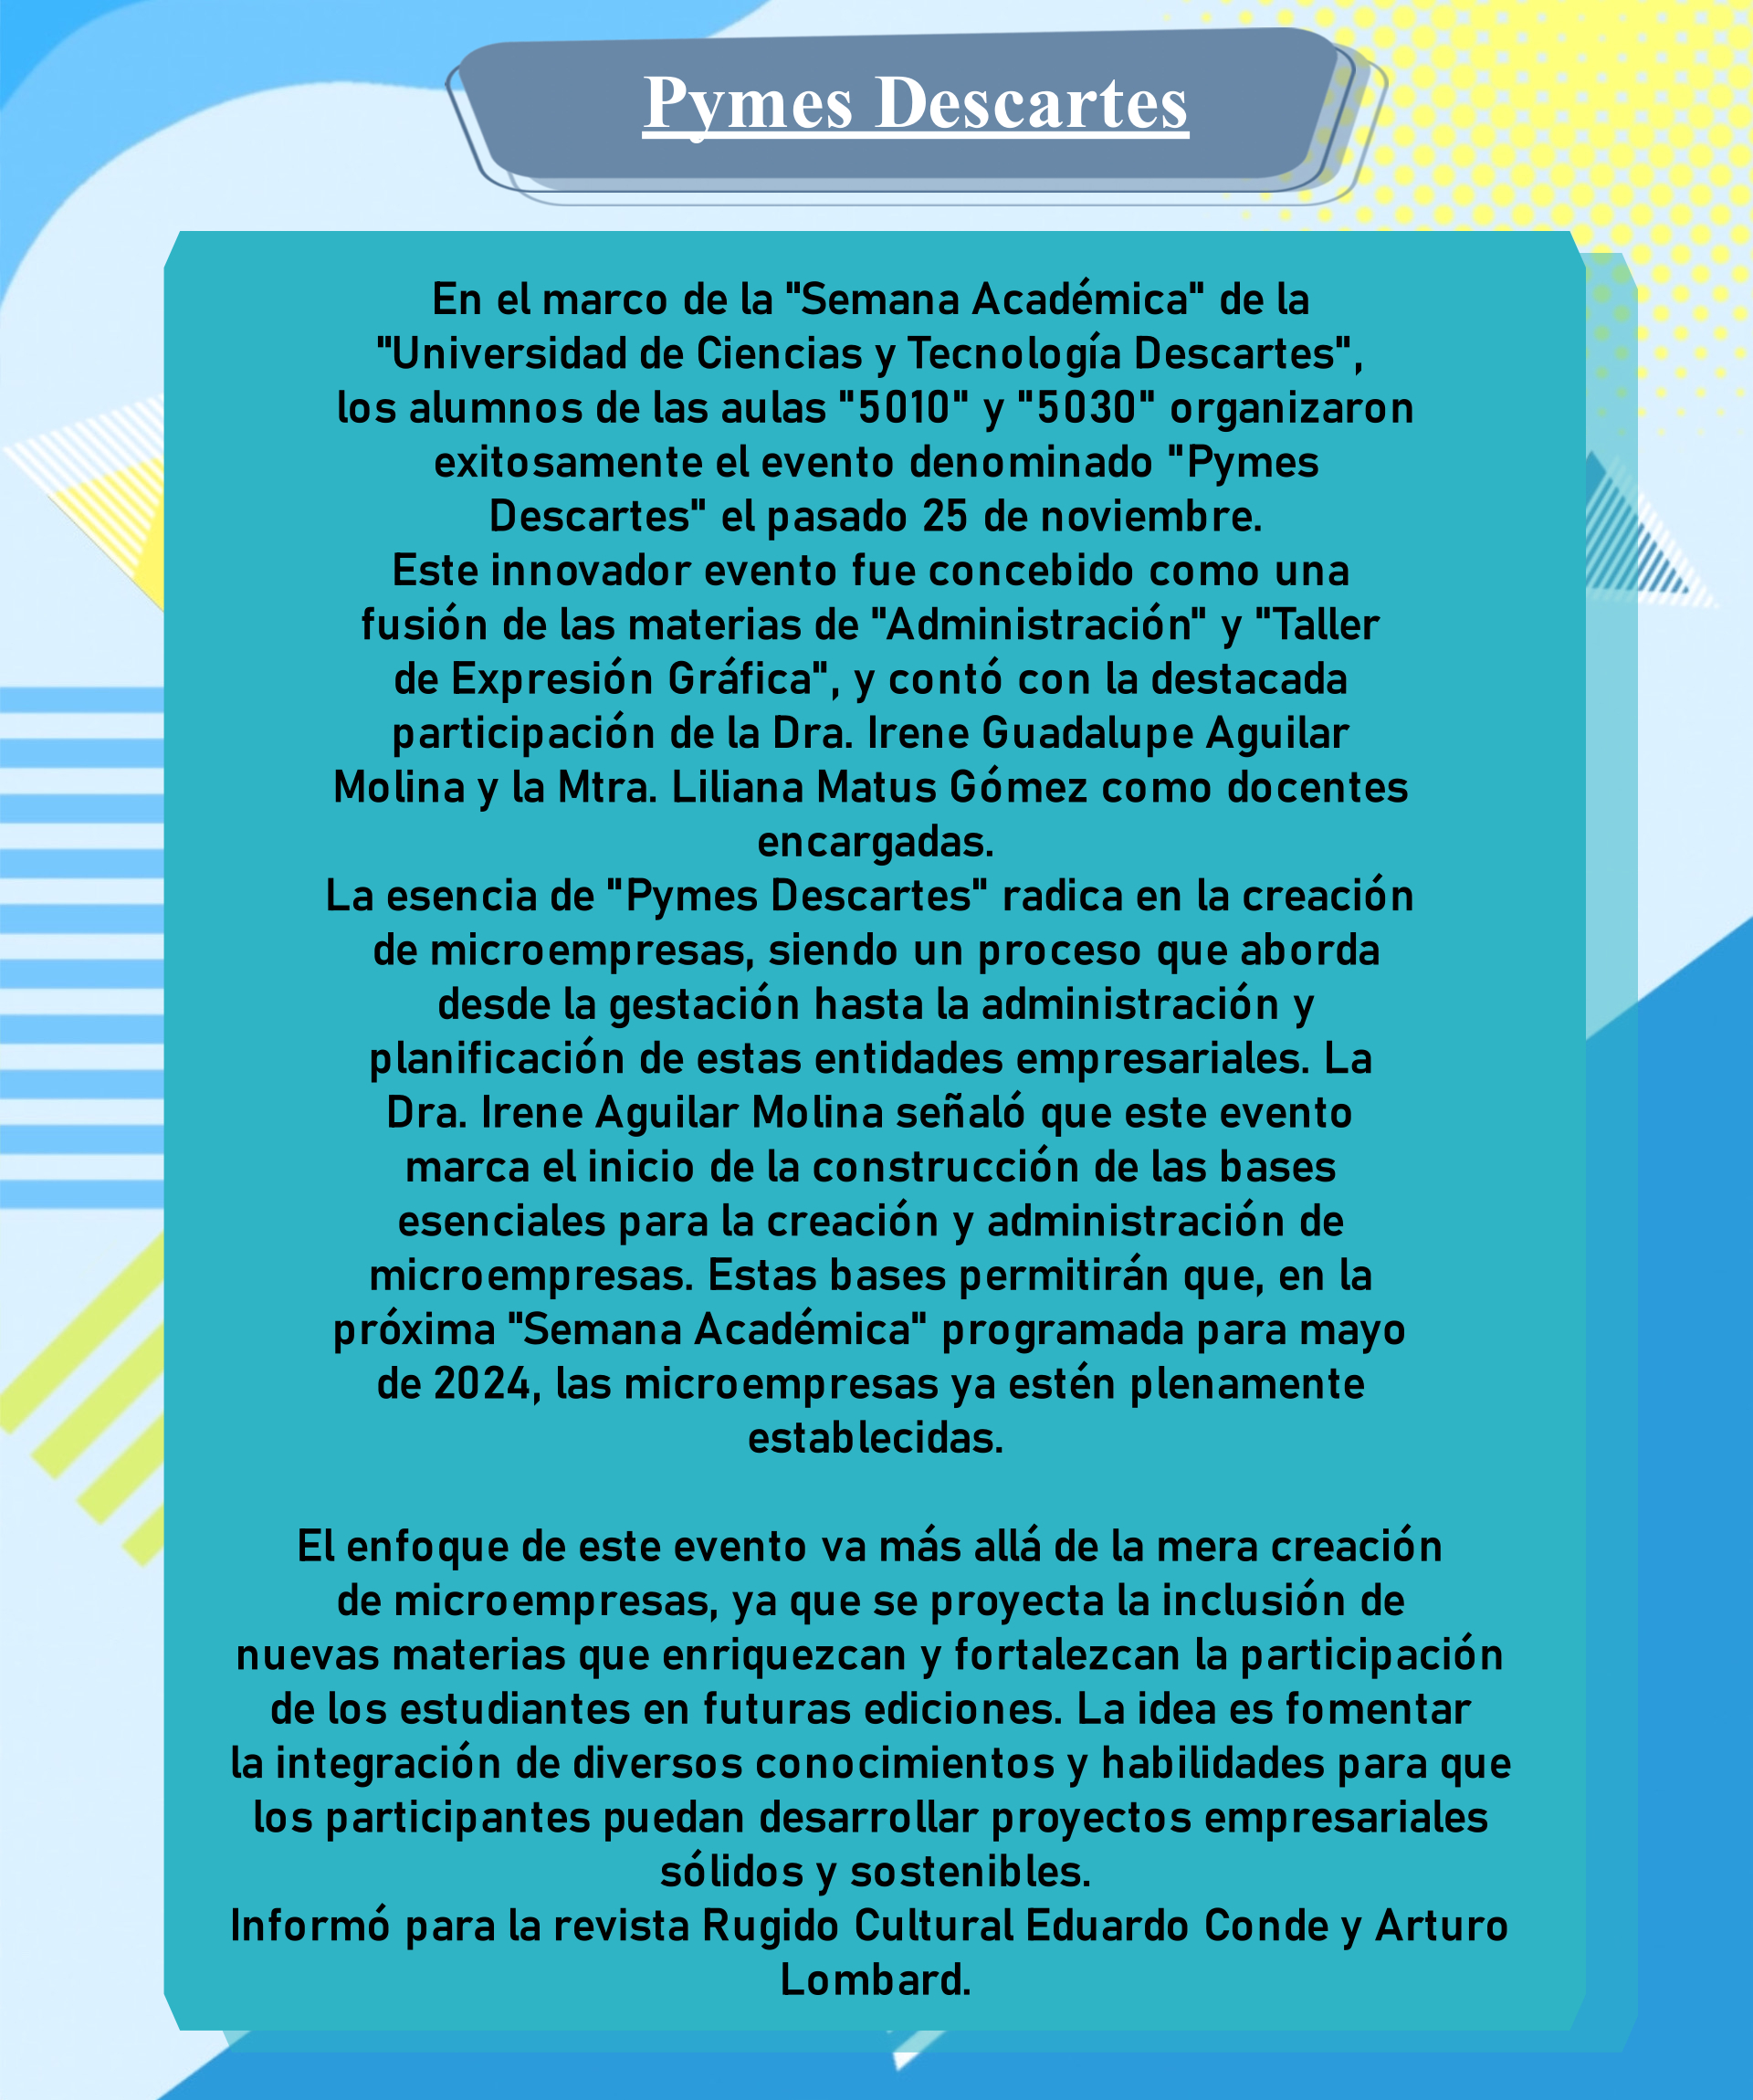 Pymes Descartes
En el marco de la "Semana Académica" de la
"Universidad de Ciencias y Tecnología Descartes",
los alumnos de las aulas "5010" y "5030" organizaron
exitosamente el evento denominado "Pymes
Descartes" el pasado 25 de noviembre.
Este innovador evento fue concebido como una
fusión de las materias de "Administración" y "Taller
de Expresión Gráfica", y contó con la destacada
participación de la Dra. Irene Guadalupe Aguilar
Molina y la Mtra. Liliana Matus Gómez como docentes
encargadas.
La esencia de "Pymes Descartes" radica en la creación
de microempresas, siendo un proceso que aborda
desde la gestación hasta la administración y
planificación de estas entidades empresariales. La
Dra. Irene Aguilar Molina señaló que este evento
marca el inicio de la construcción de las bases
esenciales para la creación y administración de
microempresas. Estas bases permitirán que, en la
próxima "Semana Académica" programada para mayo
de 2024, las microempresas ya estén plenamente
establecidas.
El enfoque de este evento va más allá de la mera creación
de microempresas, ya que se proyecta la inclusión de
nuevas materias que enriquezcan y fortalezcan la participación
de los estudiantes en futuras ediciones. La idea es fomentar
la integración de diversos conocimientos y habilidades para que
los participantes puedan desarrollar proyectos empresariales
sólidos y sostenibles.
Informó para la revista Rugido Cultural Eduardo Conde y Arturo
Lombard.